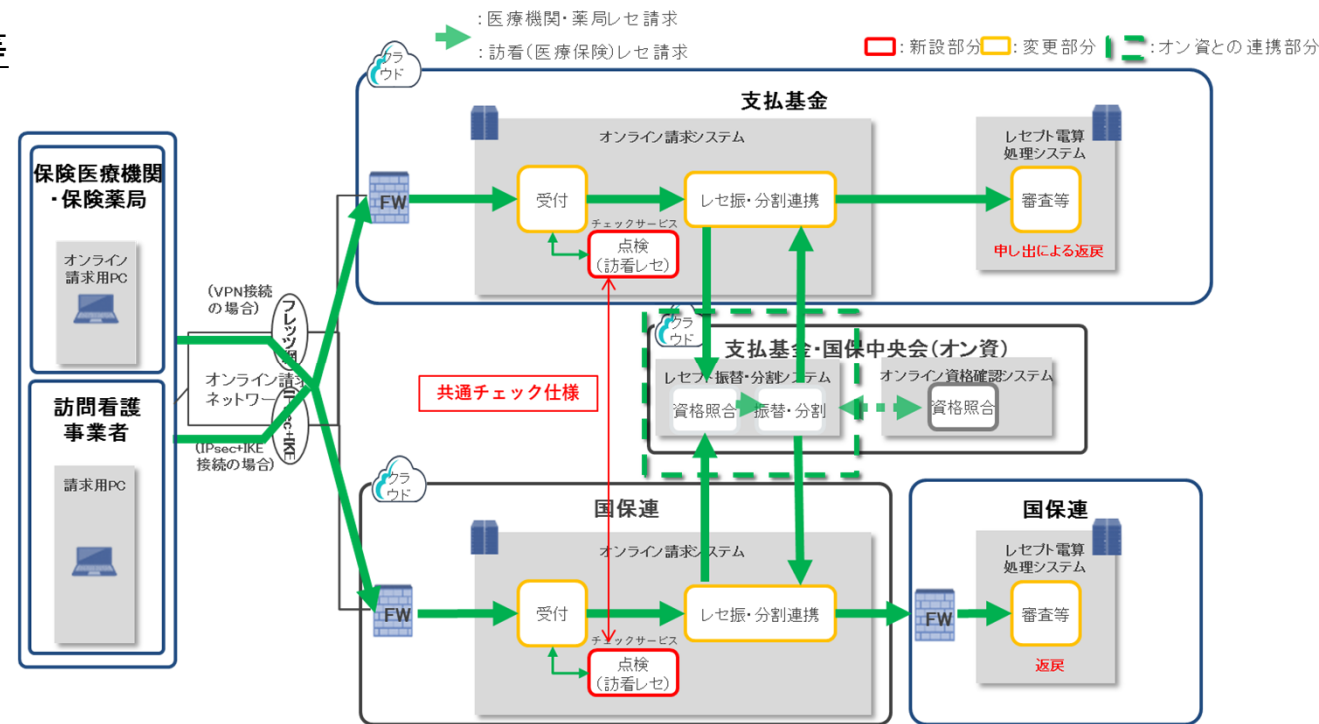 等
：医療機関・薬局レセ請求
：訪看(医療保険)レセ請求
：新設部分
：変更部分
：オン資との連携部分
クラ
ウド
支払基金
オンライン請求システム
レセプト電算
処理システム
保険医療機関
・保険薬局
オンライン
請求用PC
FW
受付
レセ振・分割連携
審査等
チェックサービス
点検
(訪看レセ)
申し出による返戻
(VPN接続
の場合)
フレッツ網
オンライン請求
ネットワーク
IPsec+IKE
(IPsec+IKE
接続の場合)
訪問看護
事業者
請求用PC
共通チェック仕様
クラ
ウド
支払基金・国保中央会(オン資)
レセプト振替・分割システム
オンライン資格確認システム
資格照合
振替・分割
資格照合
クラ
ウド
国保連
オンライン請求システム
FW
受付
レセ振・分割連携
チェックサービス
点検
(訪看レセ)
国保連
レセプト電算
処理システム
FW
審査等
返戻